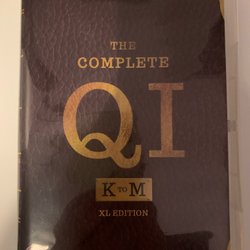 THE
COMPLETE
QI
K TO M
XL EDITION